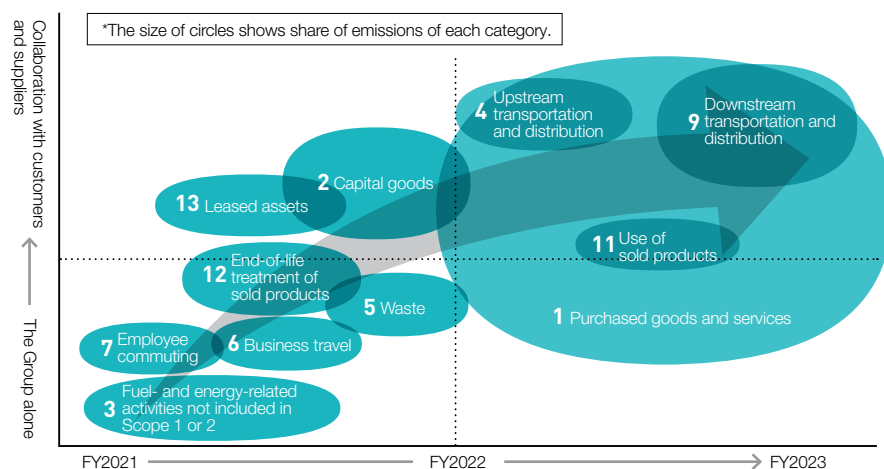 *The size of circles shows share of emissions of each category.
Collaboration with customers
and suppliers
The Group alone
4 Upstream
transportation
and distribution
9 Downstream
transportation and
distribution
2 Capital goods
13 Leased assets
11 Use of
sold products
12 End-of-life
treatment of
sold products
5 Waste
1 Purchased goods and services
7 Employee
commuting
6 Business travel
3 Fuel- and energy-related
activities not included in
Scope 1 or 2
FY2021
FY2022
FY2023